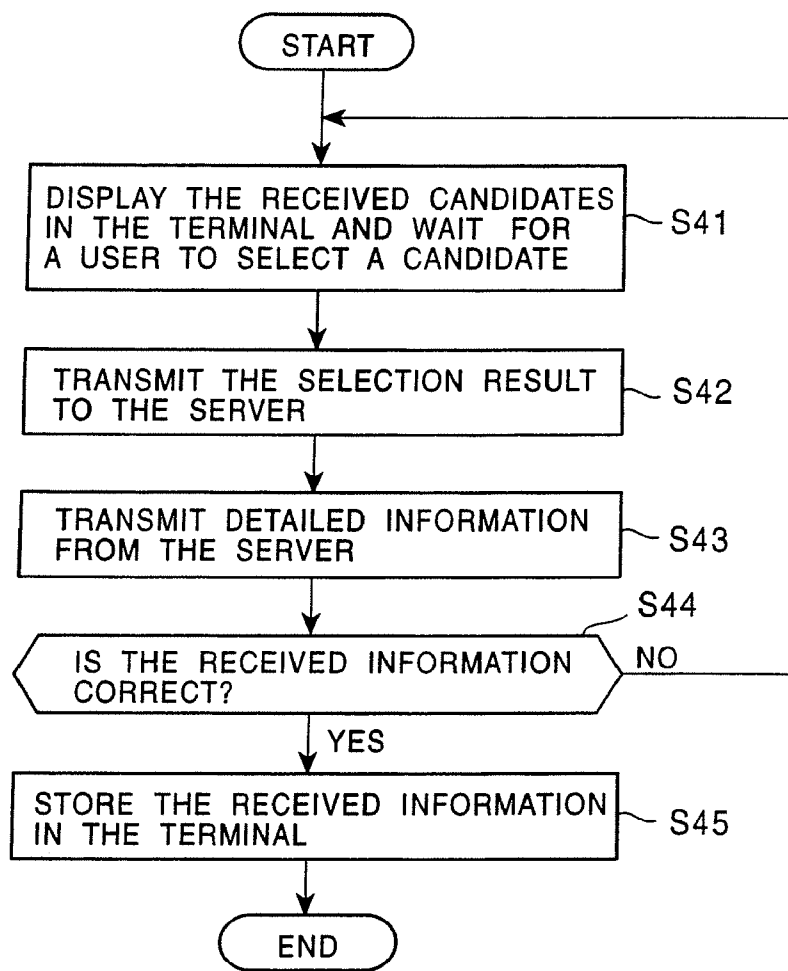 START
DISPLAY THE RECEIVED CANDIDATES
IN THE TERMINAL AND WAIT FOR
A USER TO SELECT A CANDIDATE
S41
TRANSMIT THE SELECTION RESULT
TO THE SERVER
S42
TRANSMIT DETAILED INFORMATION
FROM THE SERVER
S43
S44
IS THE RECEIVED INFORMATION
CORRECT?
NO
YES
STORE THE RECEIVED INFORMATION
IN THE TERMINAL
S45
END